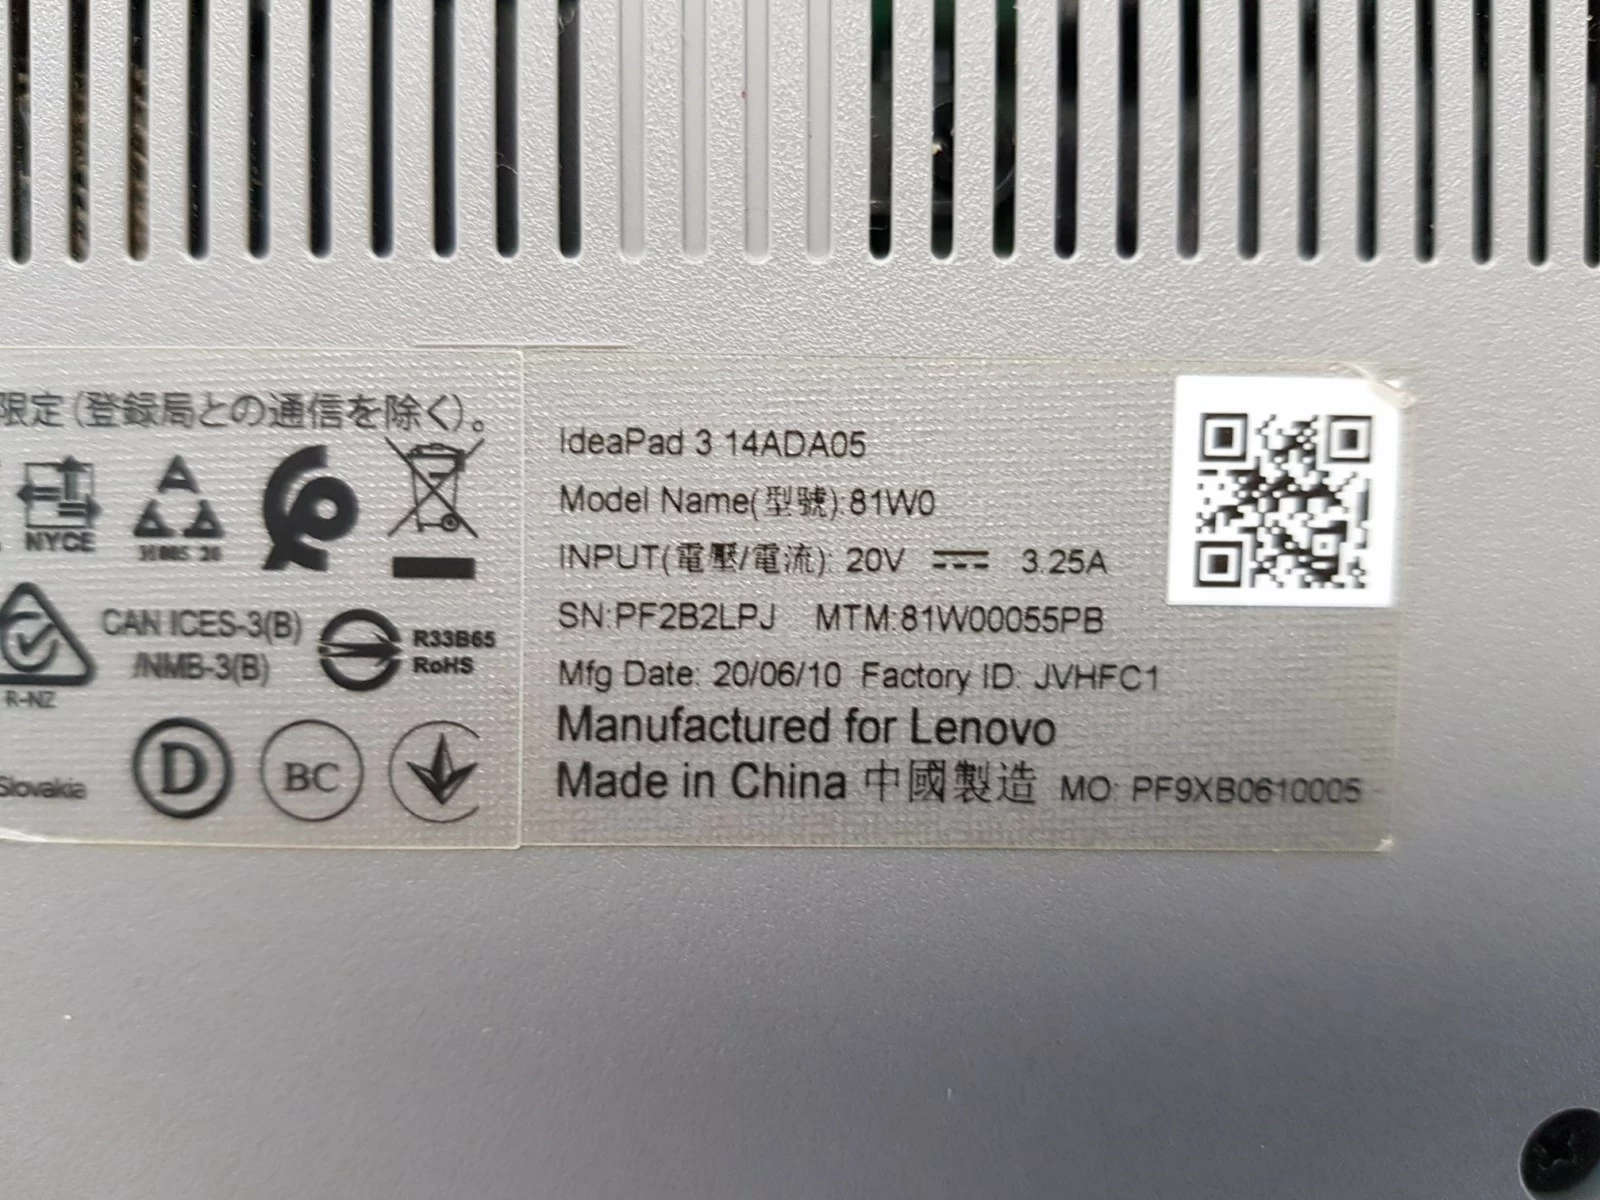 限定(登録局との通信を除く)。
NYCE
R-NZ
CAN ICES-3(B)
/NMB-3(B)
R33B65
RoHS
Slovakia
D
BC
IdeaPad 3 14ADA05
Model Name(型號):81W0
INPUT(電壓/電流): 20V ⎓ 3.25A
SN:PF2B2LPJ MTM:81W00055PB
Mfg Date: 20/06/10 Factory ID: JVHFC1
Manufactured for Lenovo
Made in China 中國製造 MO: PF9XB0610005